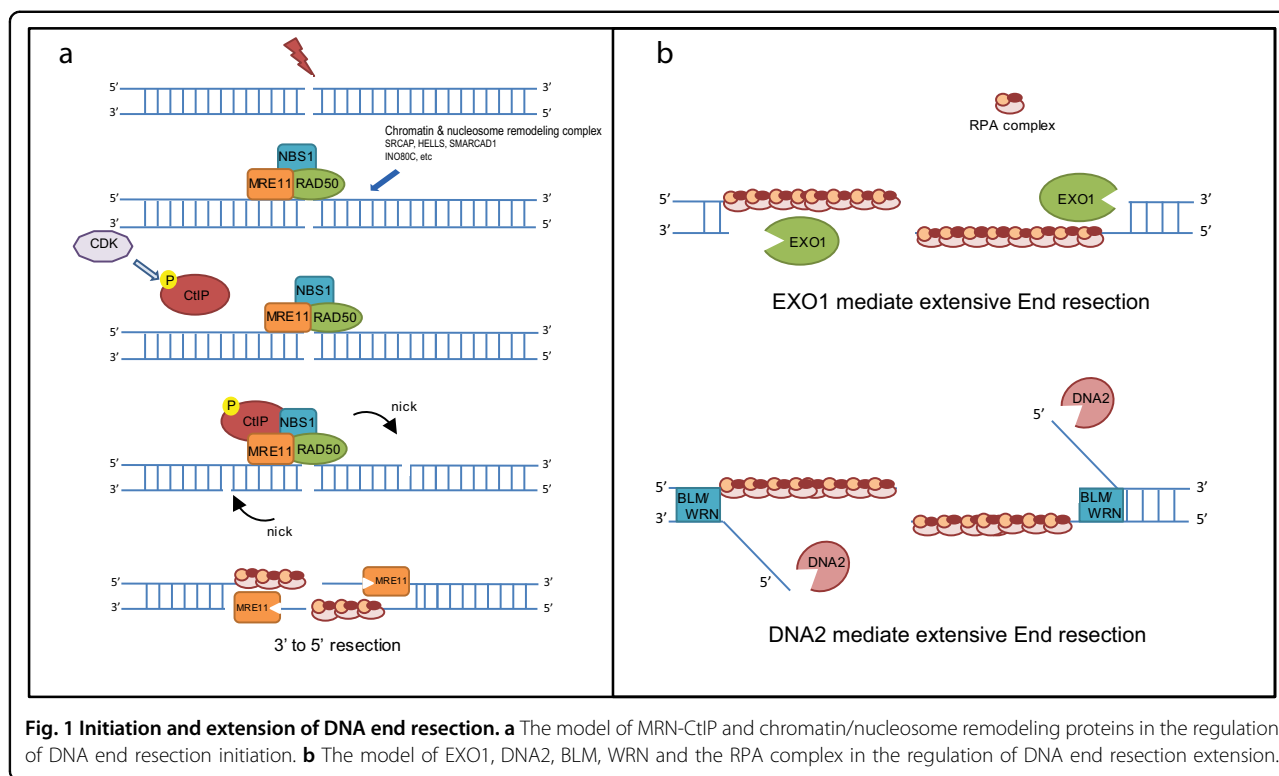 a
5’ 3’
3’ 5’
Chromatin & nucleosome remodeling complex
SRCAP, HELLS, SMARCAD1
INO80C, etc
NBS1
MRE11 RAD50
5’ 3’
3’ 5’
CDK
P
CtIP
NBS1
MRE11 RAD50
5’ 3’
3’ 5’
P
CtIP NBS1
nick
MRE11 RAD50
5’ 3’
3’ 5’
nick
5’ MRE11 3’
3’ MRE11 5’
3’ to 5’ resection
b
RPA complex
5’ EXO1 3’
3’ EXO1 5’
EXO1 mediate extensive End resection
DNA2
5’
5’ BLM/ WRN BLM/ WRN 3’
3’ 5’
5’ DNA2
DNA2 mediate extensive End resection
Fig. 1 Initiation and extension of DNA end resection. a The model of MRN-CtIP and chromatin/nucleosome remodeling proteins in the regulation
of DNA end resection initiation. b The model of EXO1, DNA2, BLM, WRN and the RPA complex in the regulation of DNA end resection extension.